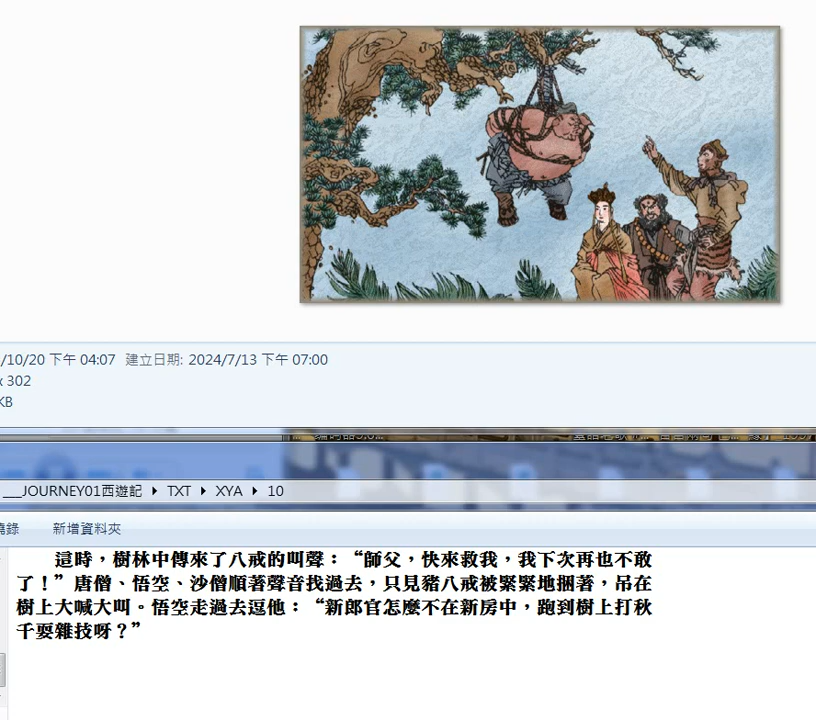 /10/20 下午 04:07 建立日期: 2024/7/13 下午 07:00
x 302
KB
___JOURNEY01西遊記 ▸ TXT ▸ XYA ▸ 10
燒錄 新增資料夾
這時，樹林中傳來了八戒的叫聲：“師父，快來救我，我下次再也不敢
了！”唐僧、悟空、沙僧順著聲音找過去，只見豬八戒被緊緊地捆著，吊在
樹上大喊大叫。悟空走過去逗他：“新郎官怎麼不在新房中，跑到樹上打秋
千耍雜技呀？”